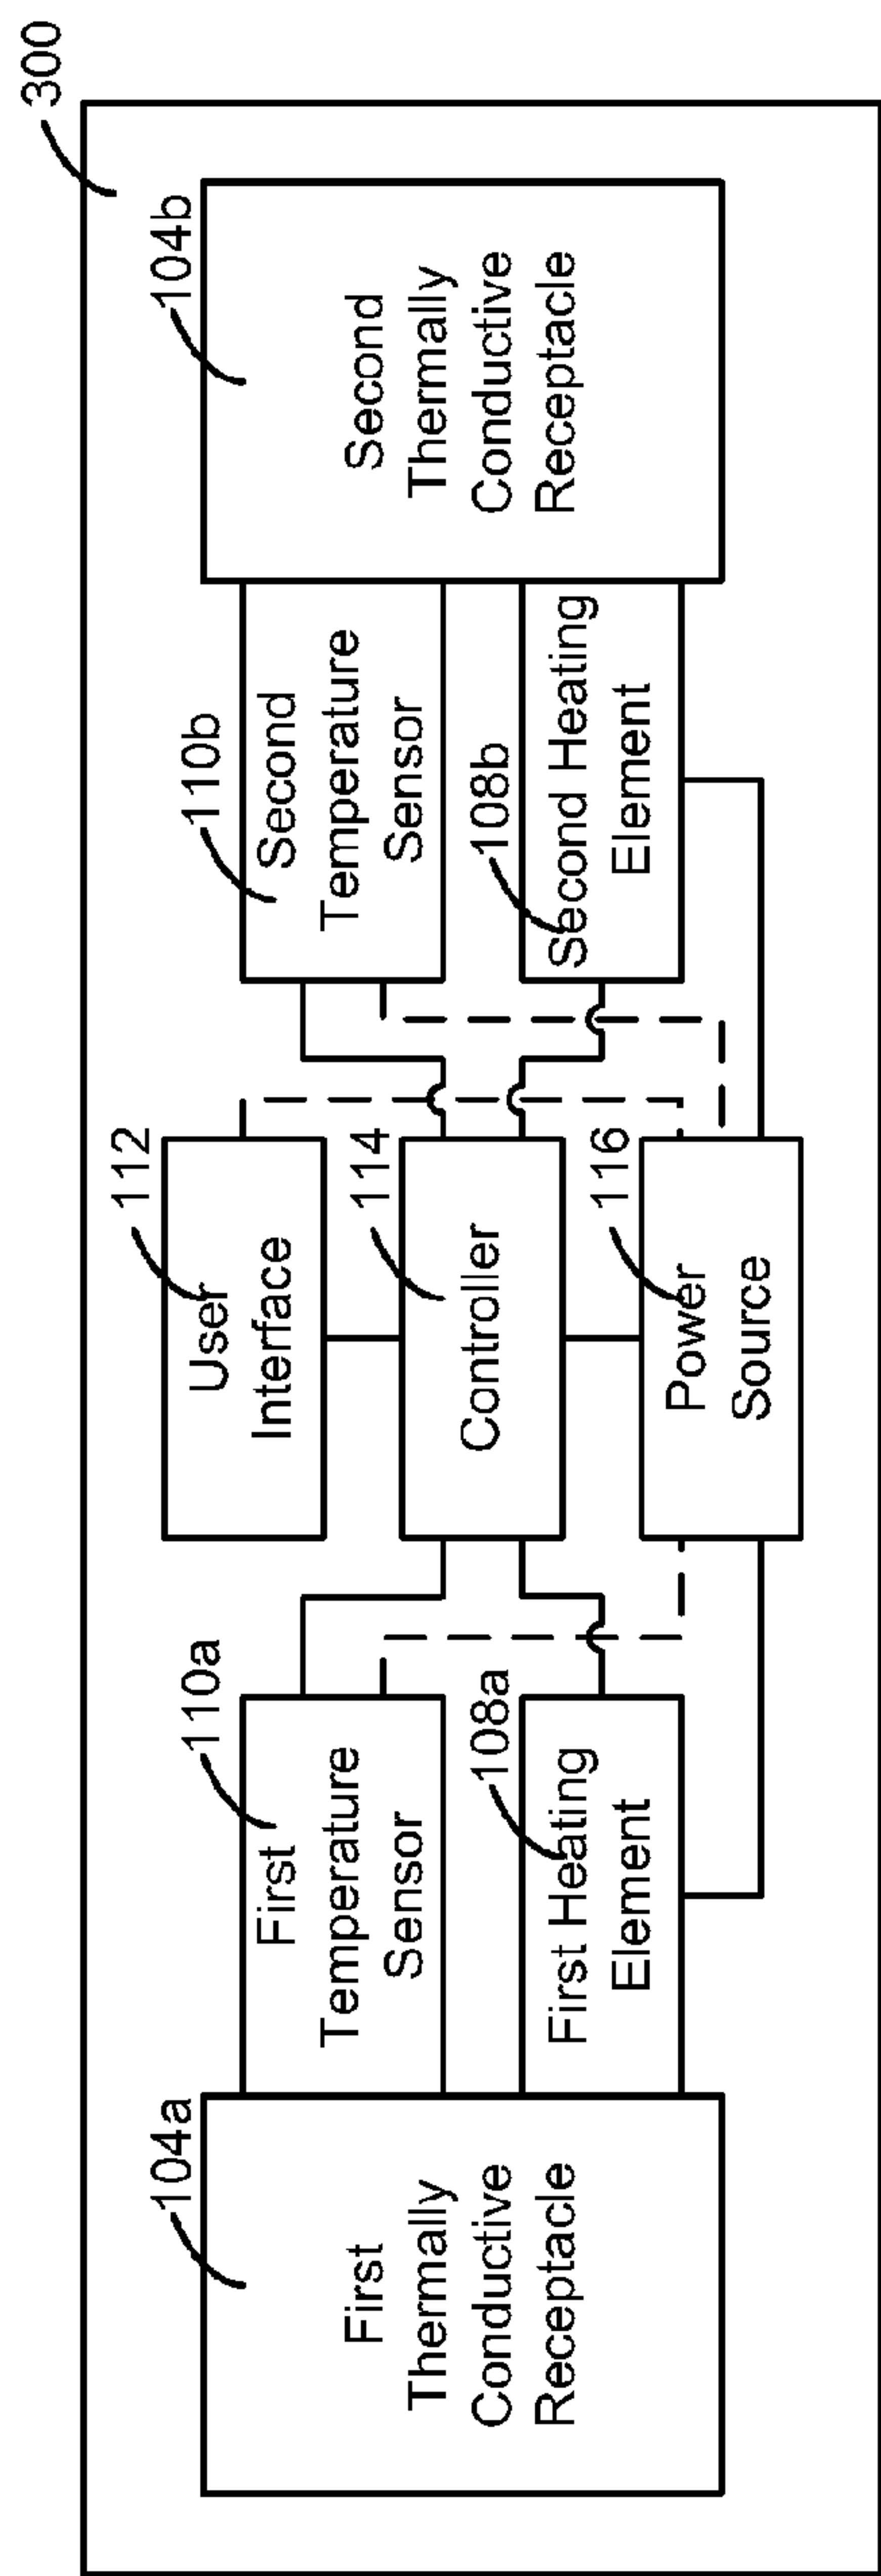 300
104a
First
Thermally
Conductive
Receptacle
110a
First
Temperature
Sensor
108a
First Heating
Element
112
User
Interface
114
Controller
116
Power
Source
110b
Second
Temperature
Sensor
108b
Second Heating
Element
104b
Second
Thermally
Conductive
Receptacle